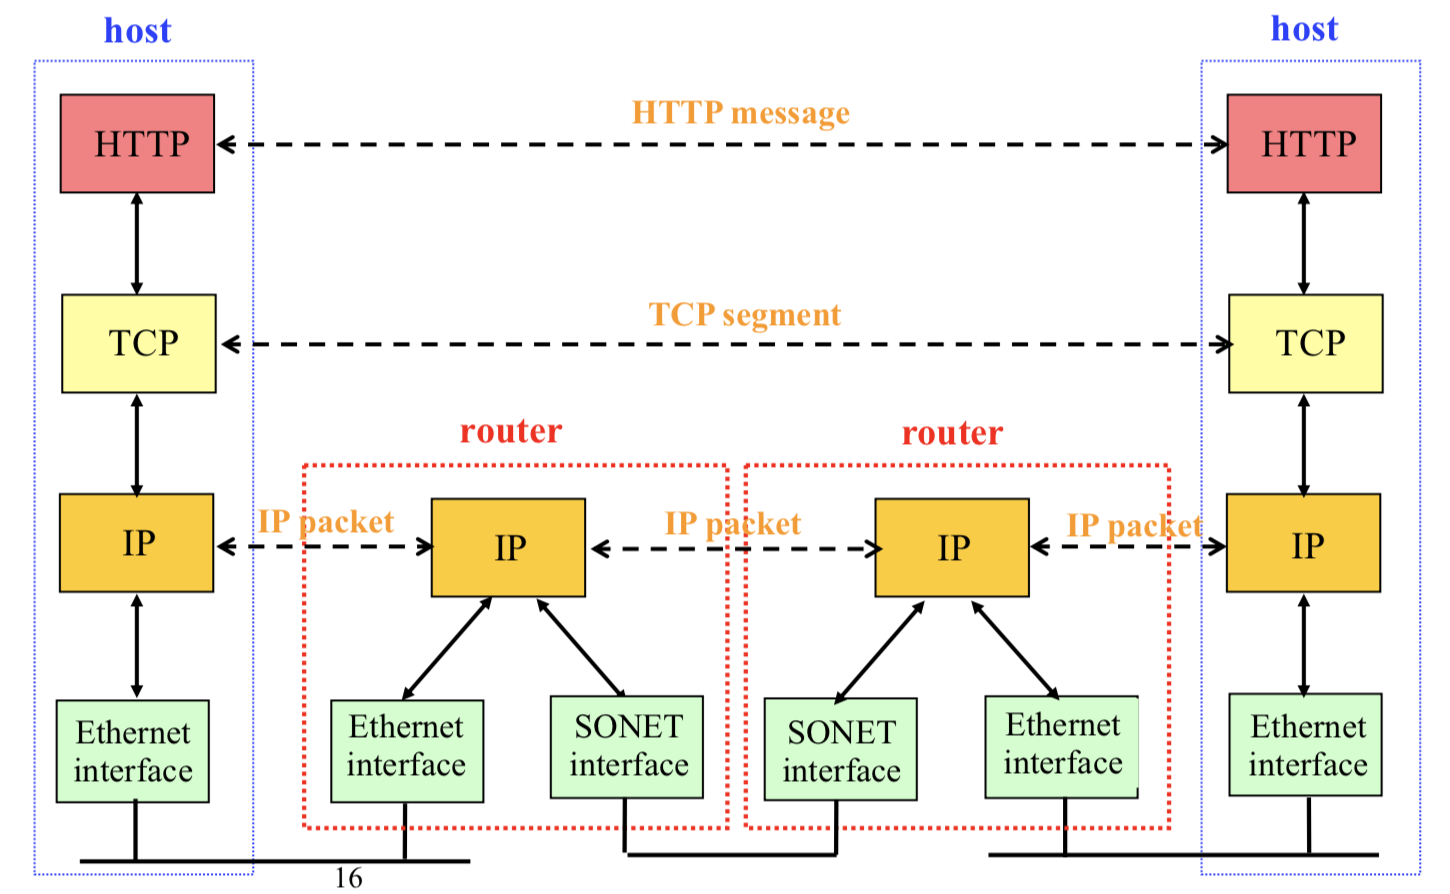 host
host
HTTP message
HTTP
HTTP
TCP segment
TCP
TCP
router
router
IP packet
IP packet
IP packet
IP
IP
IP
IP
Ethernet
interface
Ethernet
interface
SONET
interface
SONET
interface
Ethernet
interface
Ethernet
interface
16